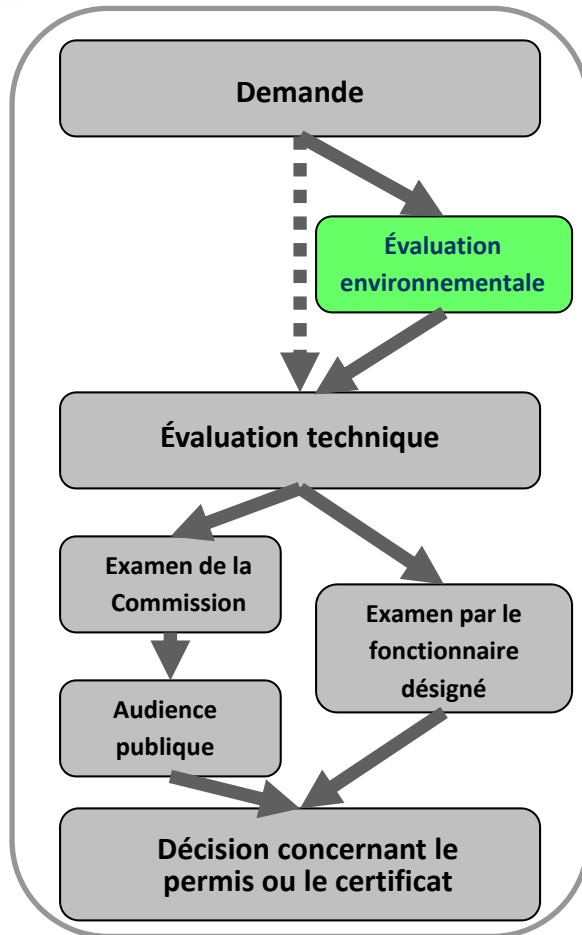 Demande
Évaluation
environnementale
Évaluation technique
Examen de la
Commission
Examen par le
fonctionnaire
désigné
Audience
publique
Décision concernant le
permis ou le certificat